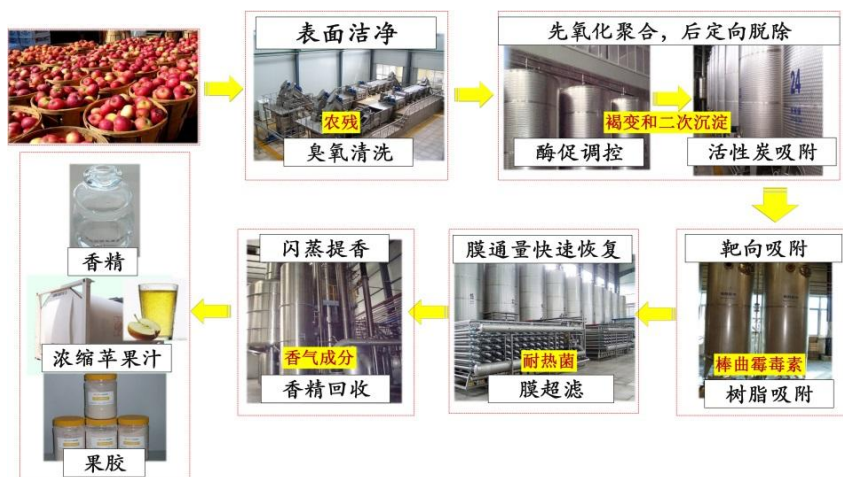 表面洁净
农残
臭氧清洗
先氧化聚合，后定向脱除
褐变和二次沉淀
酶促调控
活性炭吸附
24
靶向吸附
棒曲霉毒素
树脂吸附
膜通量快速恢复
耐热菌
膜超滤
闪蒸提香
香气成分
香精回收
香精
浓缩苹果汁
果胶